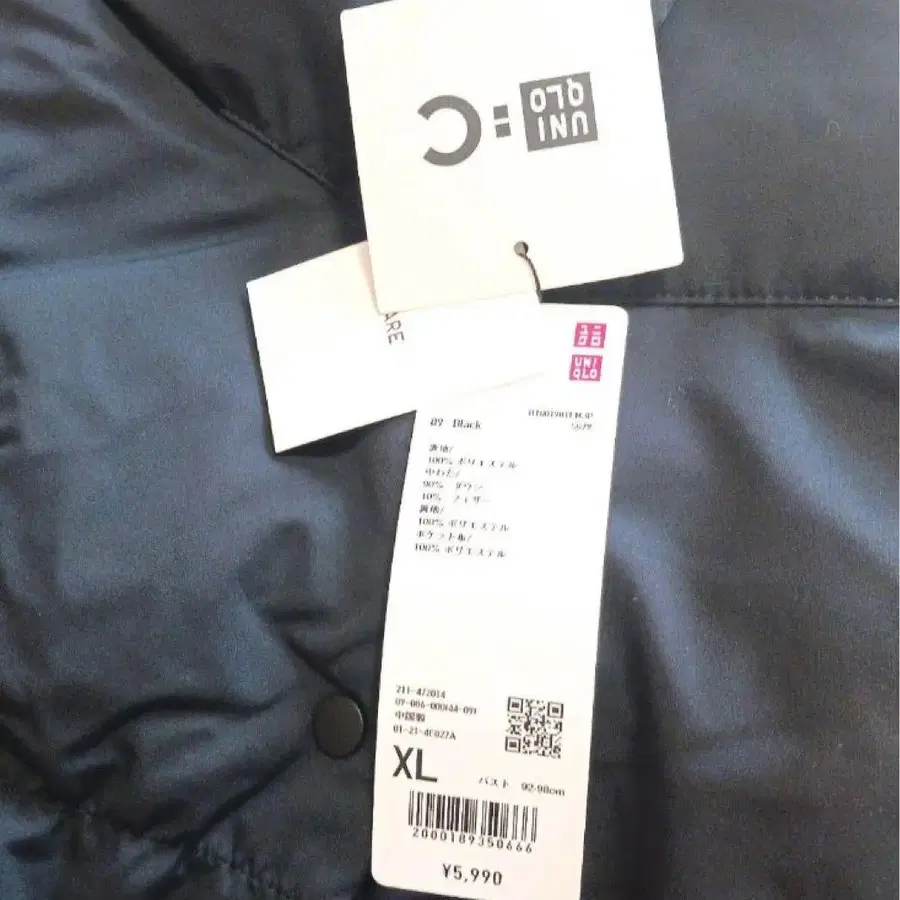 UNI
QLO
: C
ARE
UNI
QLO
09 Black
表地/
100% ポリエステル
中わた/
90% ダウン
10% フェザー
裏地/
100% ポリエステル
ポケット布/
100% ポリエステル
211-472014
中国製
XL
バスト 92-98cm
2000189350666
¥5,990